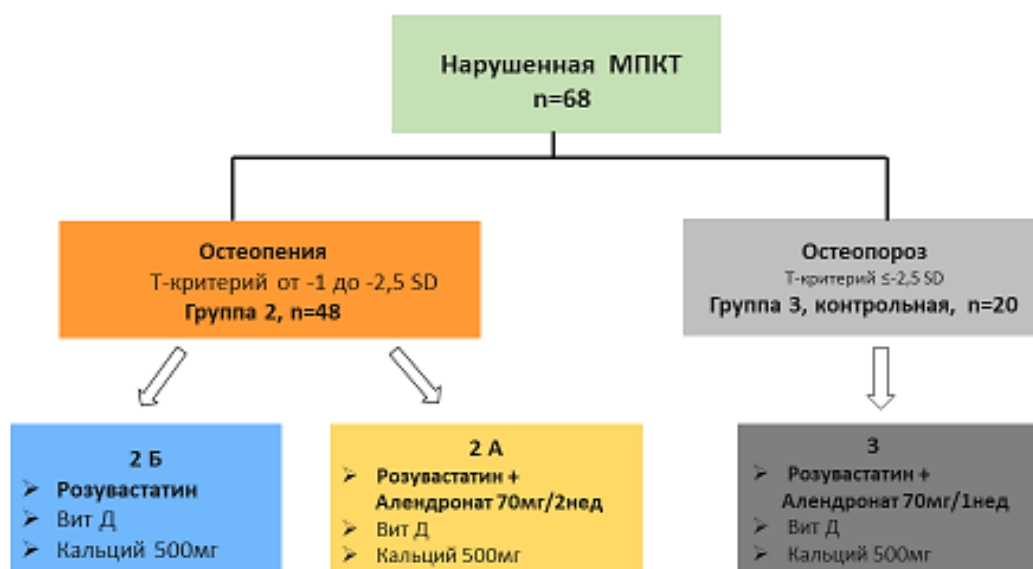 Нарушенная МПКТ
n=68
Остеопения
Т-критерий от -1 до -2,5 SD
Группа 2, n=48
Остеопороз
Т-критерий ≤-2,5 SD
Группа 3, контрольная, n=20
2 Б
➢ Розувастатин
➢ Вит Д
➢ Кальций 500мг
2 А
➢ Розувастатин +
Алендронат 70мг/2нед
➢ Вит Д
➢ Кальций 500мг
3
➢ Розувастатин +
Алендронат 70мг/1нед
➢ Вит Д
➢ Кальций 500мг